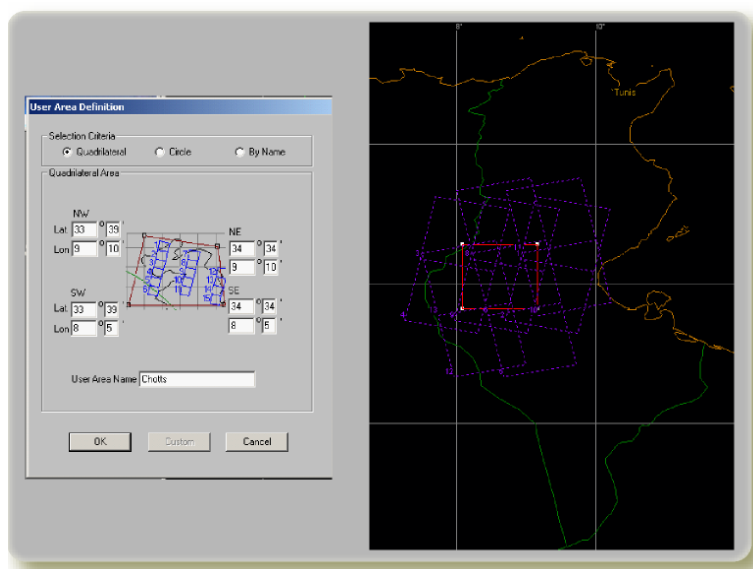 User Area Definition
Selection Criteria
Quadrilateral Circle By Name
Quadrilateral Area
NW
Lat 33 ° 39 '
Lon 9 ° 10 '
NE
34 ° 34 '
9 ° 10 '
SW
Lat 33 ° 39 '
Lon 8 ° 5 '
SE
34 ° 34 '
8 ° 5 '
User Area Name Chotts
OK Custom Cancel
8° 10°
Tunis